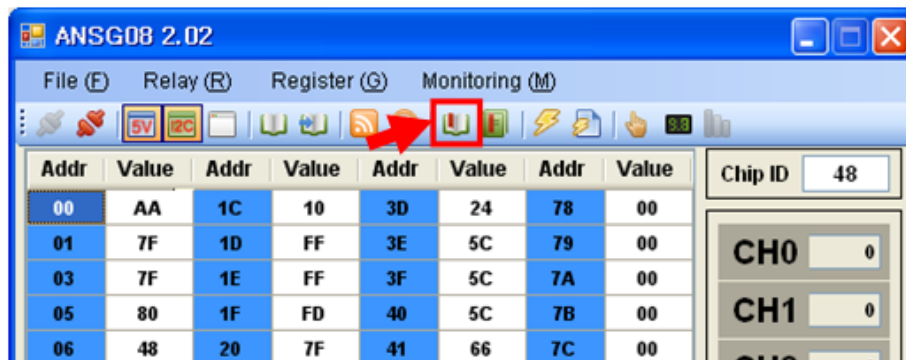 ANSG08 2.02
File (F) Relay (R) Register (G) Monitoring (M)
5V I2C 9.8
Addr Value Addr Value Addr Value Addr Value
00 AA 1C 10 3D 24 78 00
01 7F 1D FF 3E 5C 79 00
03 7F 1E FF 3F 5C 7A 00
05 80 1F FD 40 5C 7B 00
06 48 20 7F 41 66 7C 00
Chip ID 48
CH0 0
CH1 0